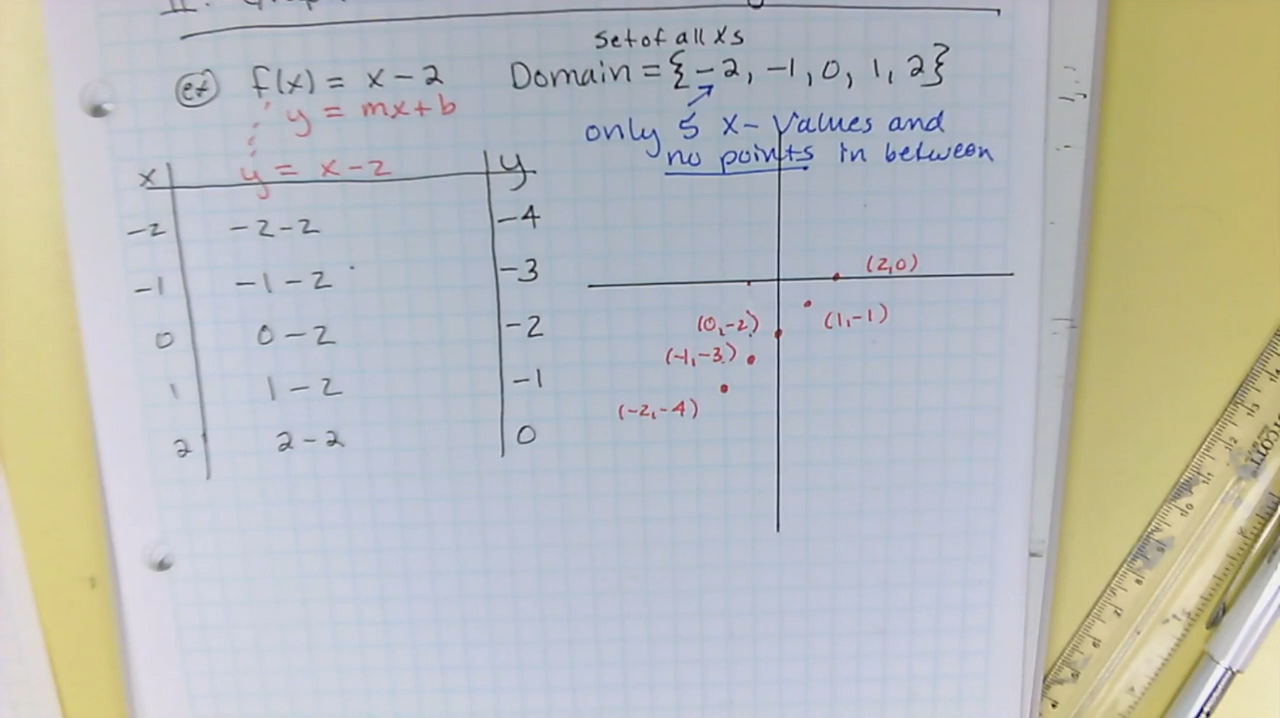 set of all xs
ex f(x) = x - 2 Domain = {-2, -1, 0, 1, 2}
y = mx+b
only 5 x-values and
no points in between
x | y = x - 2 | y
-2 | -2-2 | -4
-1 | -1-2 | -3
0 | 0-2 | -2
1 | 1-2 | -1
2 | 2-2 | 0
(2,0)
(1,-1)
(0,-2)
(-1,-3)
(-2,-4)